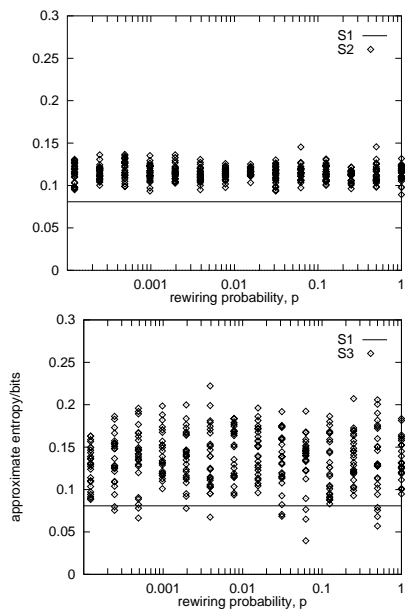 0.3
S1
S2
0.25
0.2
0.15
0.1
0.05
0
0.001 0.01 0.1 1
rewiring probability, p
0.3
S1
S3
0.25
0.2
0.15
0.1
0.05
0
approximate entropy/bits
0.001 0.01 0.1 1
rewiring probability, p